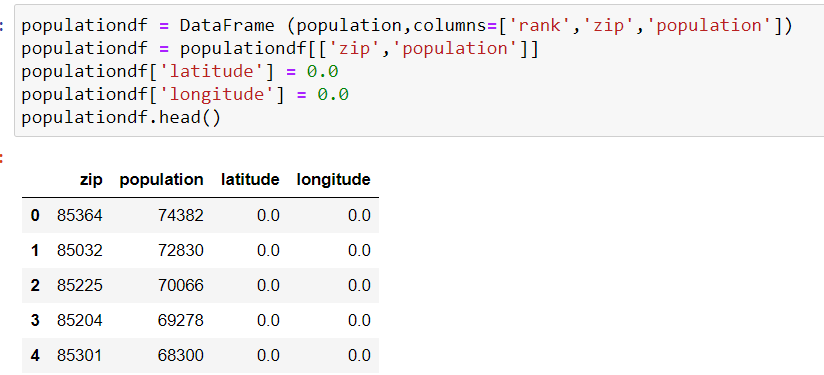 : populationdf = DataFrame (population,columns=['rank','zip','population'])
populationdf = populationdf[['zip','population']]
populationdf['latitude'] = 0.0
populationdf['longitude'] = 0.0
populationdf.head()
:
zip population latitude longitude
0 85364 74382 0.0 0.0
1 85032 72830 0.0 0.0
2 85225 70066 0.0 0.0
3 85204 69278 0.0 0.0
4 85301 68300 0.0 0.0